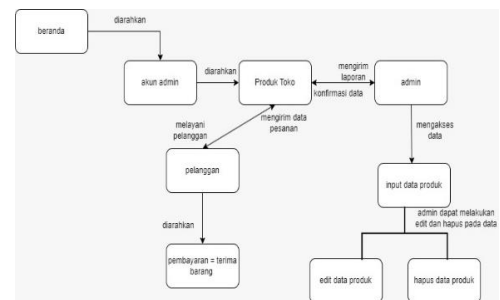 beranda
diarahkan
akun admin
diarahkan
Produk Toko
mengirim
laporan
konfirmasi data
admin
melayani
pelanggan
mengirim data
pesanan
mengakses
data
pelanggan
input data produk
diarahkan
admin dapat melakukan
edit dan hapus pada data
pembayaran = terima
barang
edit data produk
hapus data produk